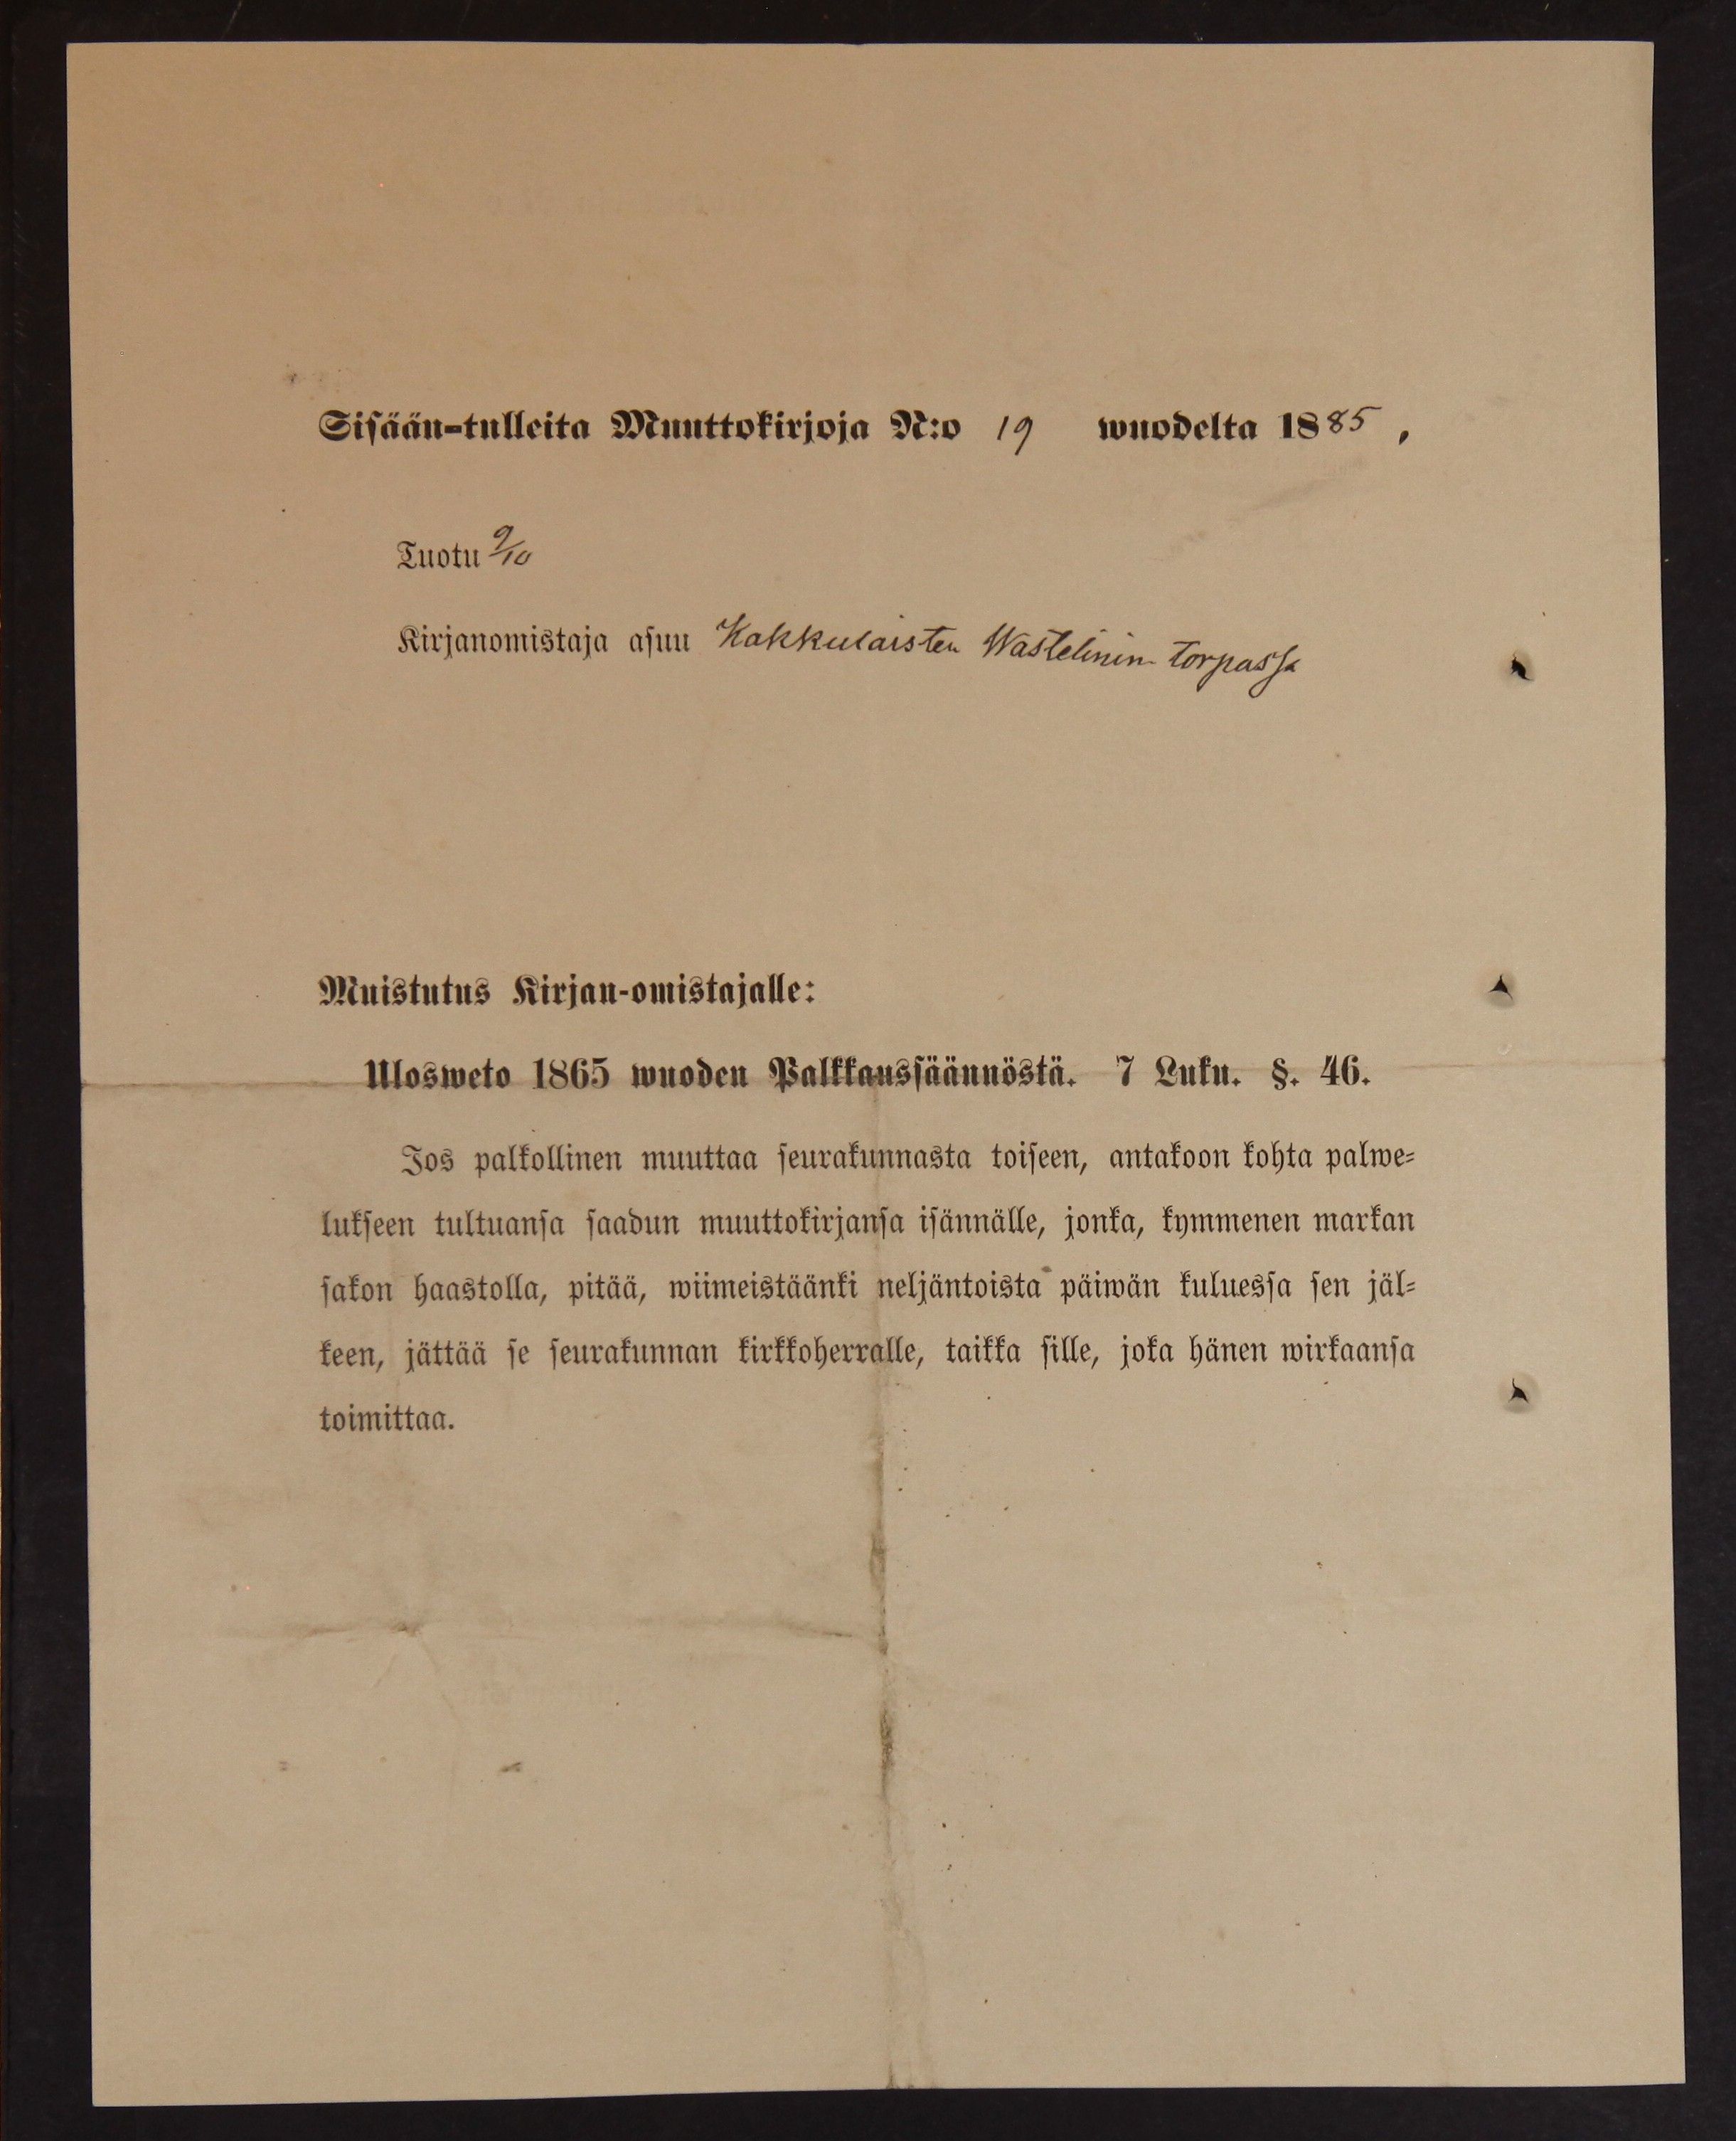 Sisään-tulleita Muuttokirjoja N:o 19 wuodelta 1885,
Tuotu 9/10
Kirjanomistaja asuu Kakkulaisten Wastelinin torpassa
Muistutus Kirjan-omistajalle:
Ulosweto 1865 wuoden Palkkaussäännöstä. 7 Luku. §. 46.
Jos palkollinen muuttaa seurakunnasta toiseen, antakoon kohta palwe-
lukseen tultuansa saadun muuttokirjansa isännälle, jonka, kymmenen markan
sakon haastolla, pitää, wiimeistäänki neljäntoista päiwän kuluessa sen jäl-
keen, jättää se seurakunnan kirkkoherralle, taikka sille, joka hänen wirkaansa
toimittaa.